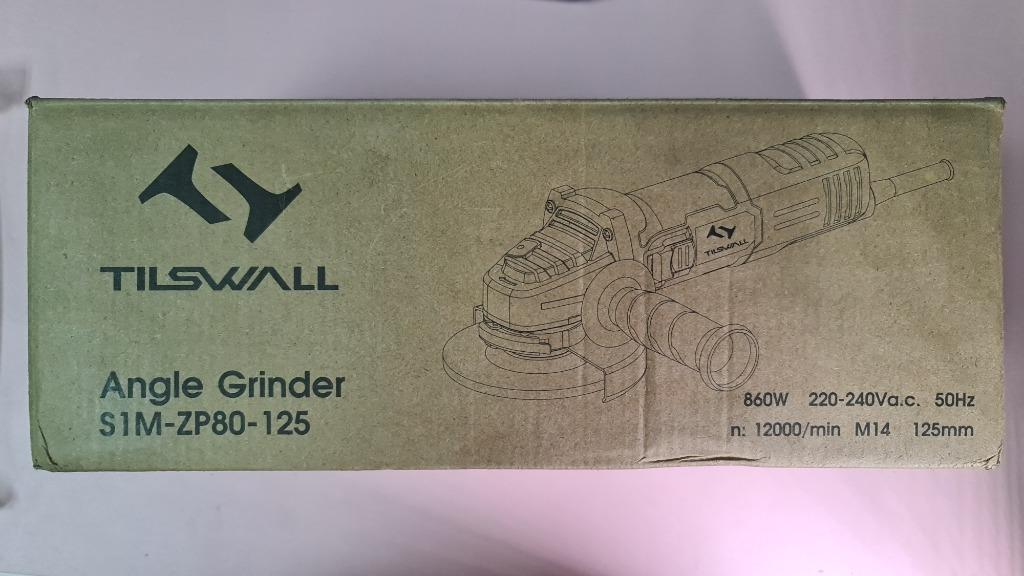 TILSWALL
TILSWALL
Angle Grinder
S1M-ZP80-125
860W 220-240Va.c. 50Hz
n: 12000/min M14 125mm